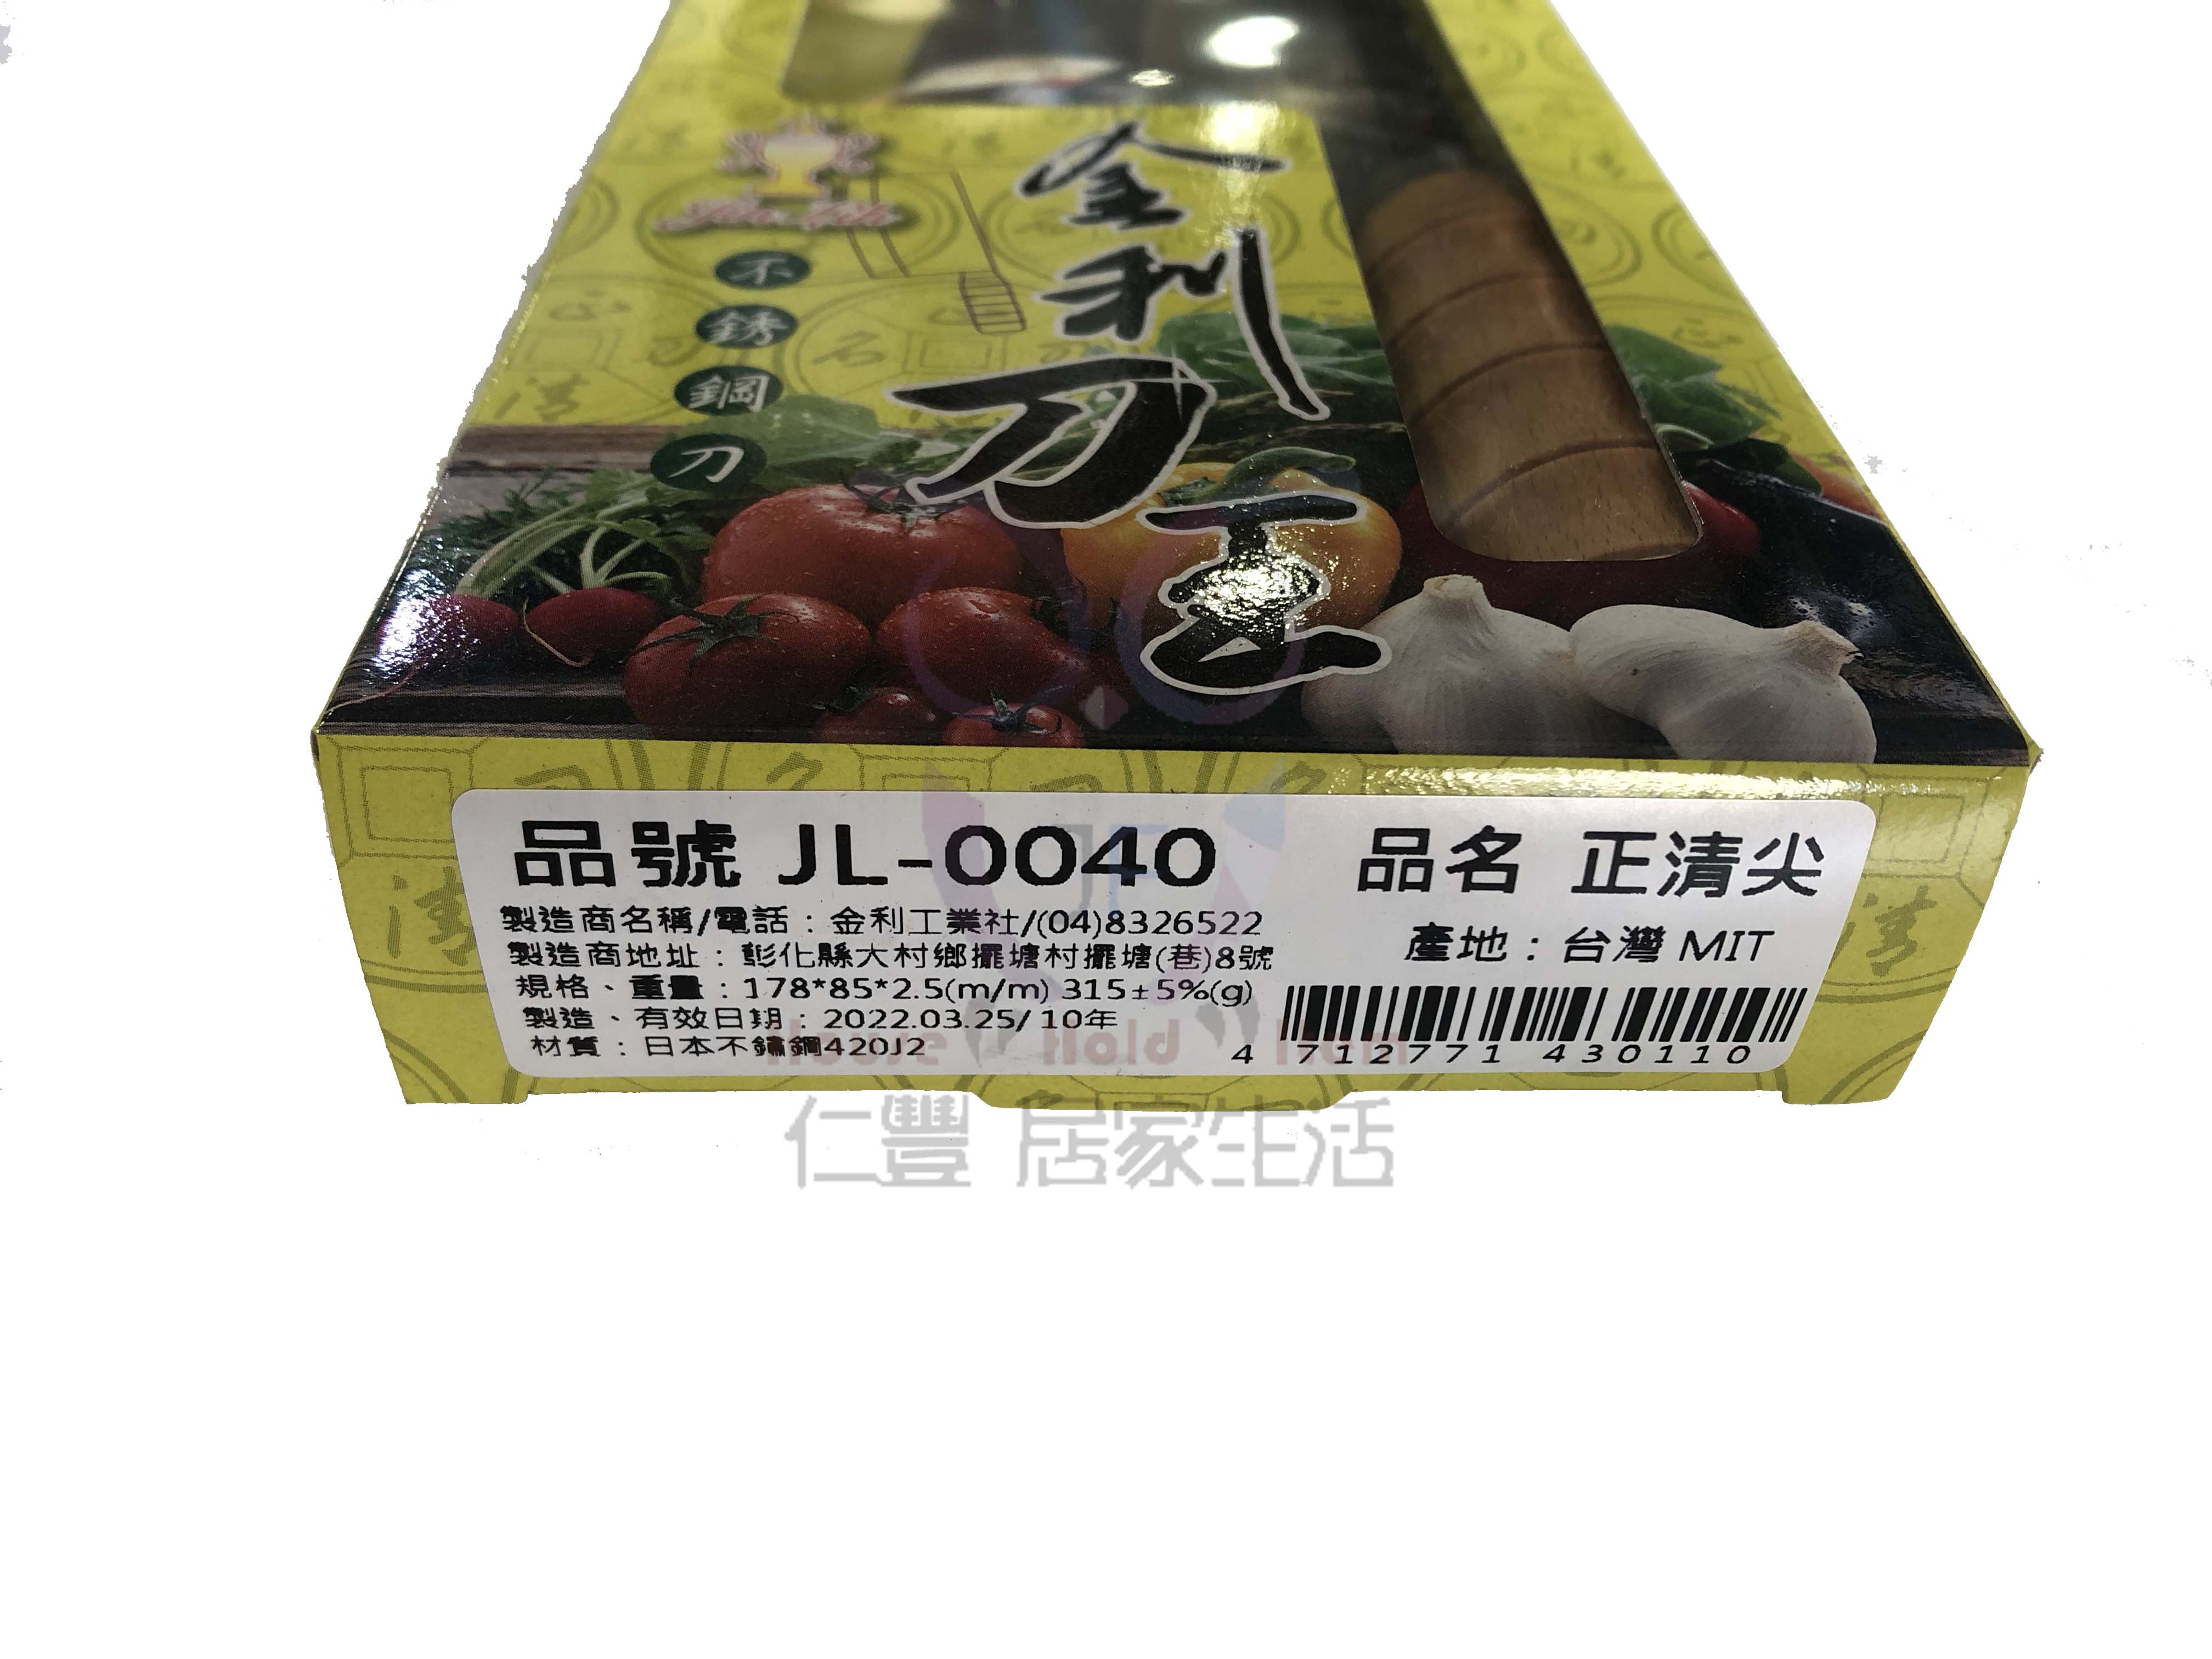 金利刀王
不銹鋼刀
品號 JL-0040
品名 正清尖
製造商名稱/電話：金利工業社/(04)8326522
製造商地址：彰化縣大村鄉擺塘村擺塘(巷)8號
規格、重量：178*85*2.5(m/m) 315±5%(g)
製造、有效日期：2022.03.25/ 10年
材質：日本不鏽鋼420J2
產地：台灣 MIT
4 712771 430110
House Hold Item
仁豐 居家生活